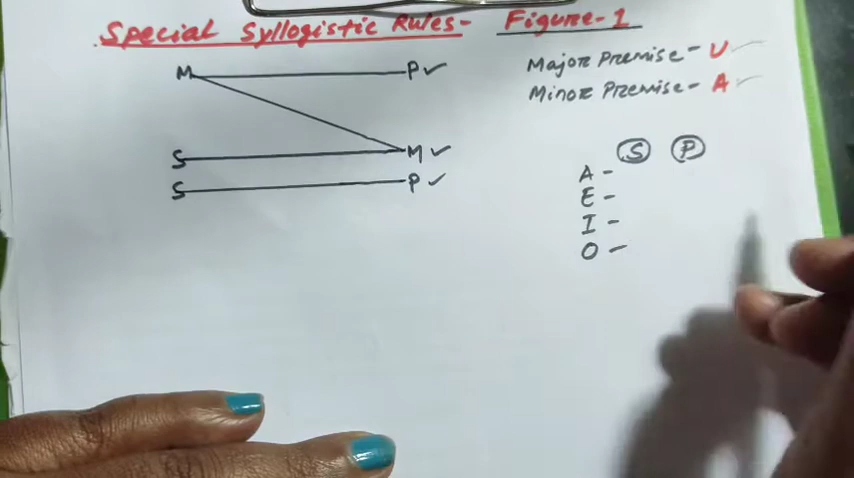 Special Syllogistic Rules- Figure-1
M P ✓
S M ✓
S P ✓
Major Premise- U ✓
Minor Premise- A ✓
S P
A -
E -
I -
O -